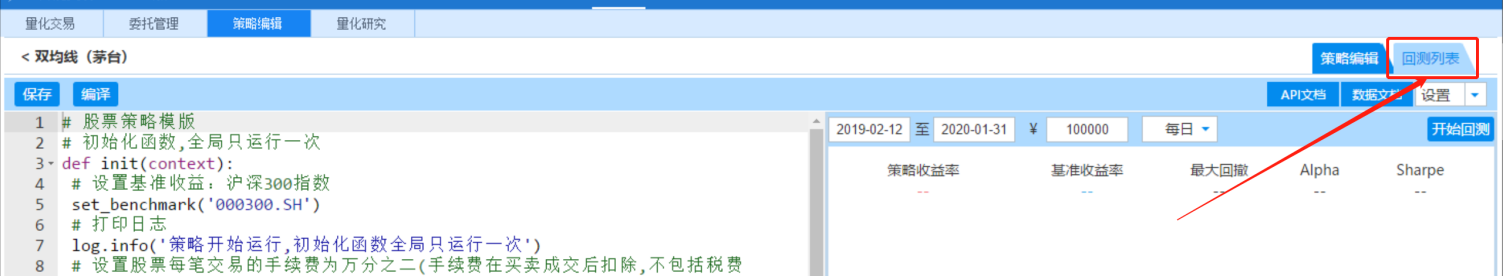 量化交易 委托管理 策略编辑 量化研究
< 双均线（茅台） 策略编辑 回测列表
保存 编译 API文档 数据文档 设置
1 # 股票策略模版
2 # 初始化函数,全局只运行一次
3 def init(context):
4 # 设置基准收益：沪深300指数
5 set_benchmark('000300.SH')
6 # 打印日志
7 log.info('策略开始运行,初始化函数全局只运行一次')
8 # 设置股票每笔交易的手续费为万分之二(手续费在买卖成交后扣除,不包括税费
2019-02-12 至 2020-01-31 ¥ 100000 每日 开始回测
策略收益率 基准收益率 最大回撤 Alpha Sharpe
-- -- -- -- --